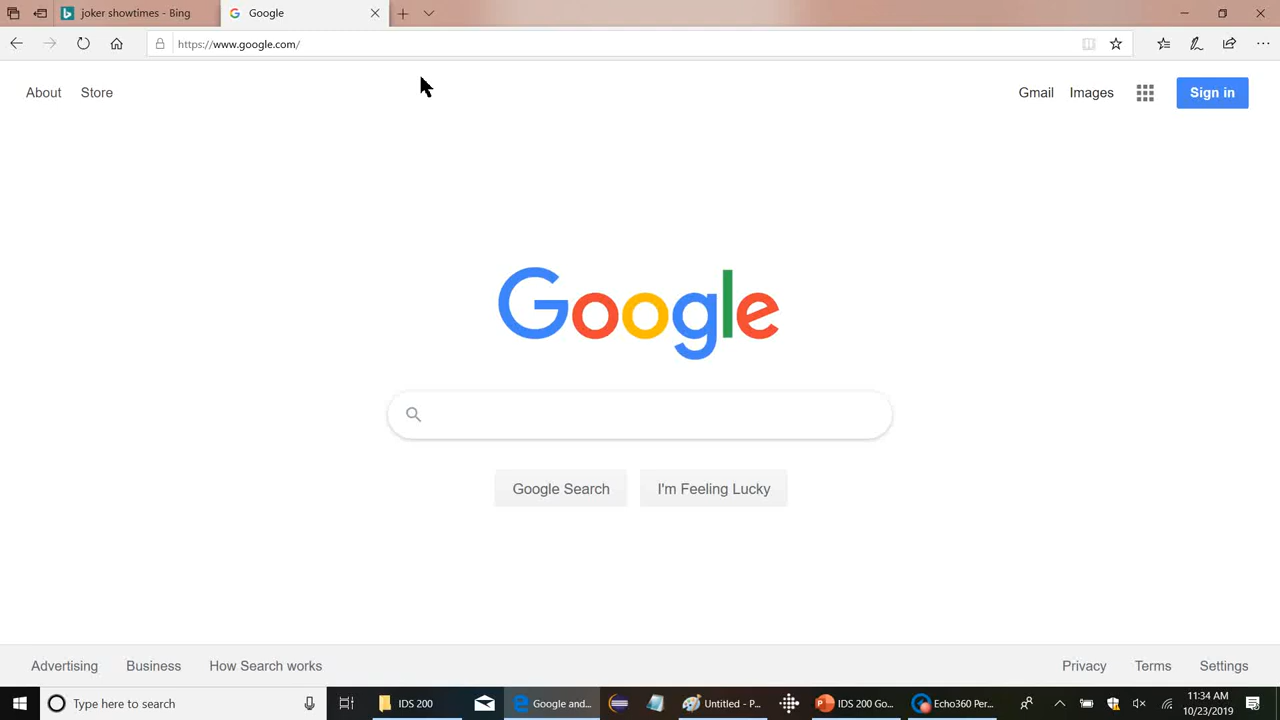 joker showtimes - Bing
Google
https://www.google.com/
About Store
Gmail Images Sign in
Google
Google Search I'm Feeling Lucky
Advertising Business How Search works
Privacy Terms Settings
Type here to search
IDS 200
Google and...
Untitled - P...
IDS 200 Go...
Echo360 Per...
11:34 AM
10/23/2019